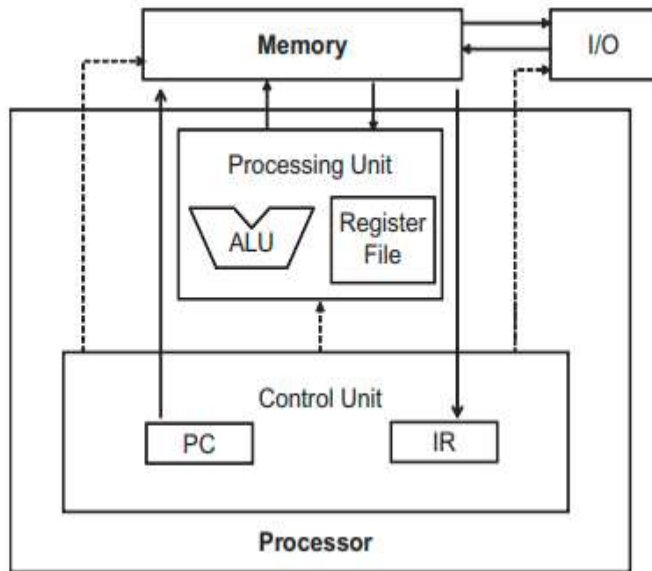 Memory
I/O
Processing Unit
ALU
Register
File
Control Unit
PC
IR
Processor